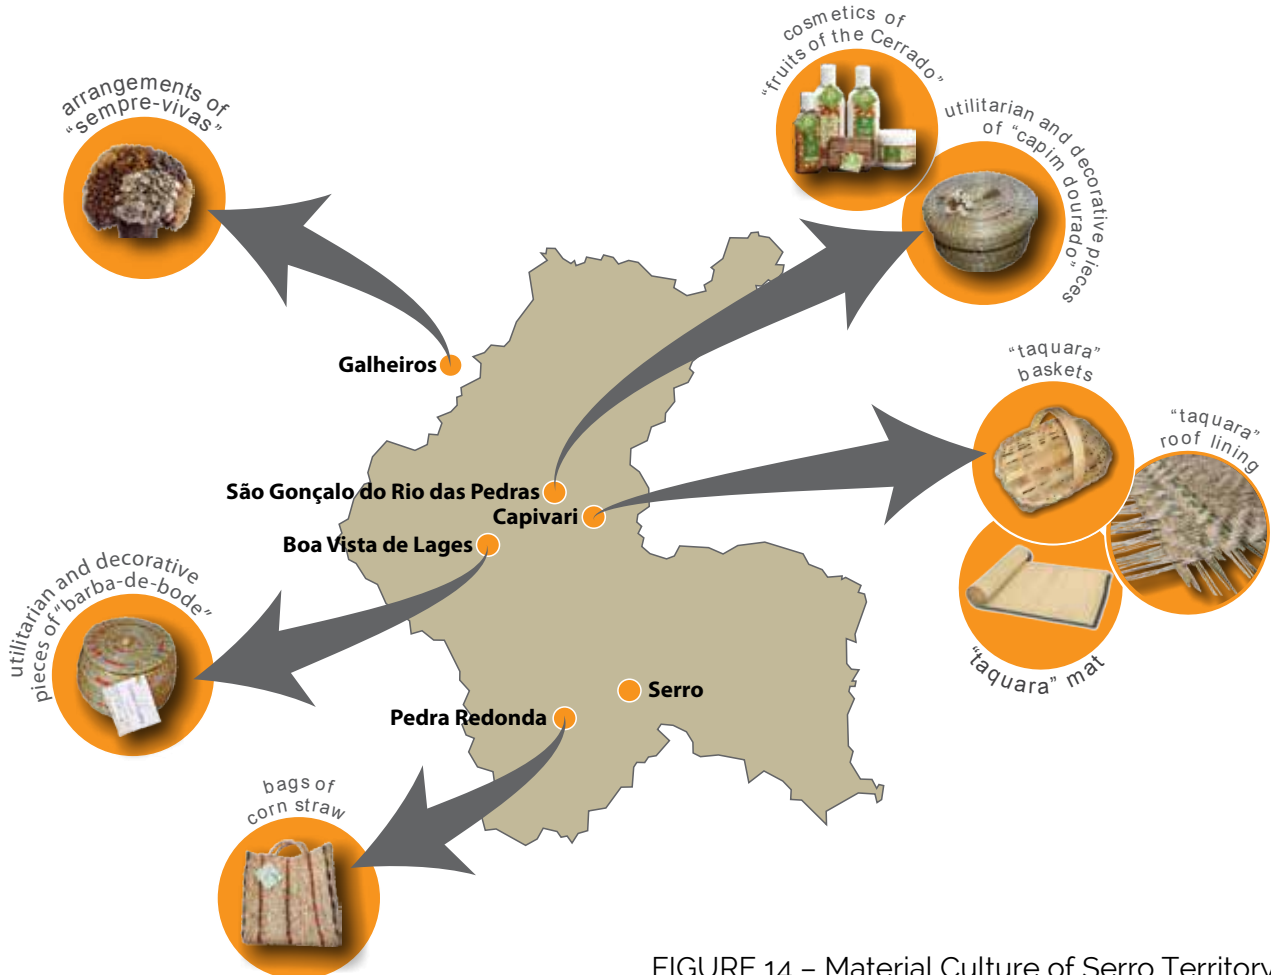 cosmetics of
“fruits of the Cerrado”
arrangements of
“sempre-vivas”
utilitarian and decorative pieces
of “capim dourado”
Galheiros
“taquara”
baskets
“taquara”
roof lining
São Gonçalo do Rio das Pedras
Capivari
Boa Vista de Lages
utilitarian and decorative
pieces of “barba-de-bode”
“taquara” mat
Serro
Pedra Redonda
bags of
corn straw
FIGURE 14 – Material Culture of Serro Territory